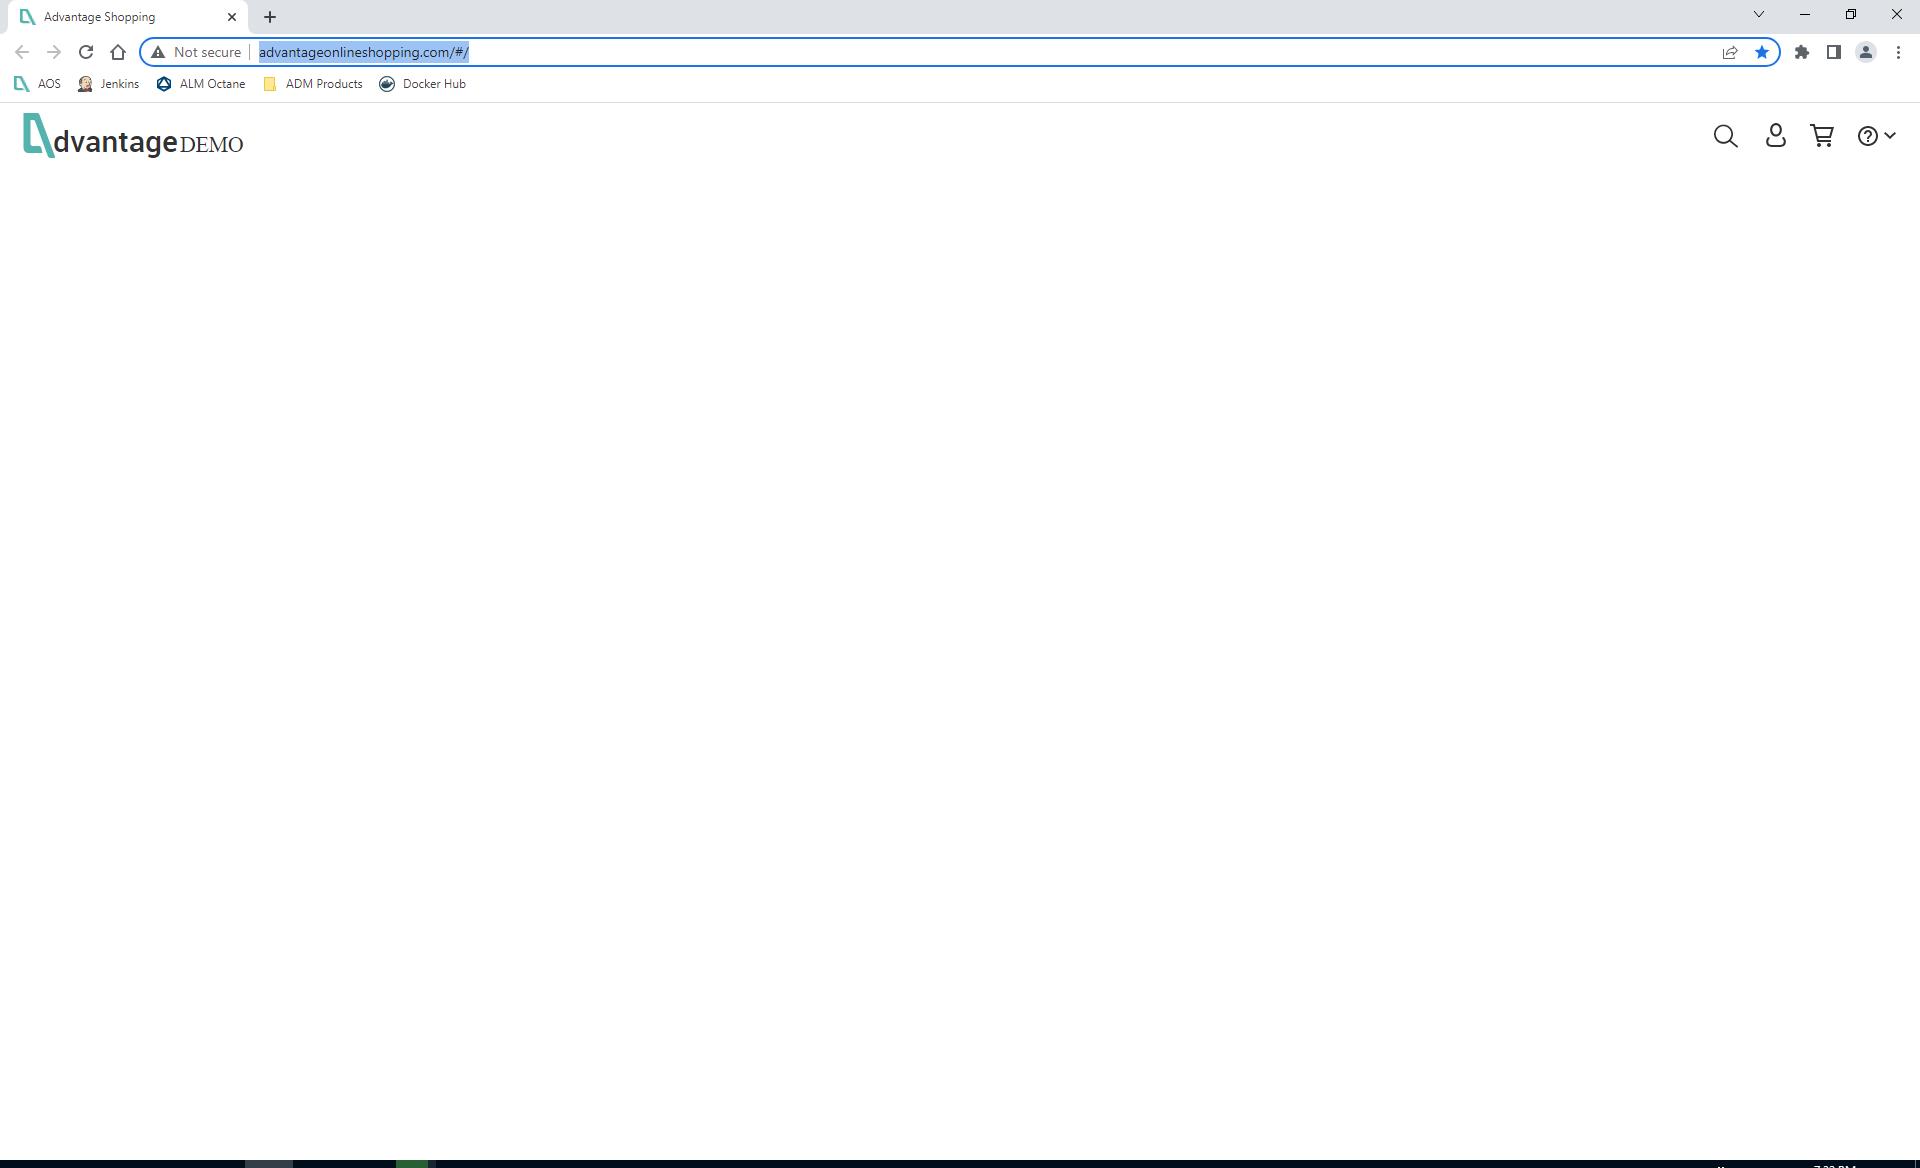 Advantage Shopping
Not secure advantageonlineshopping.com/#/
AOS Jenkins ALM Octane ADM Products Docker Hub
dvantage DEMO